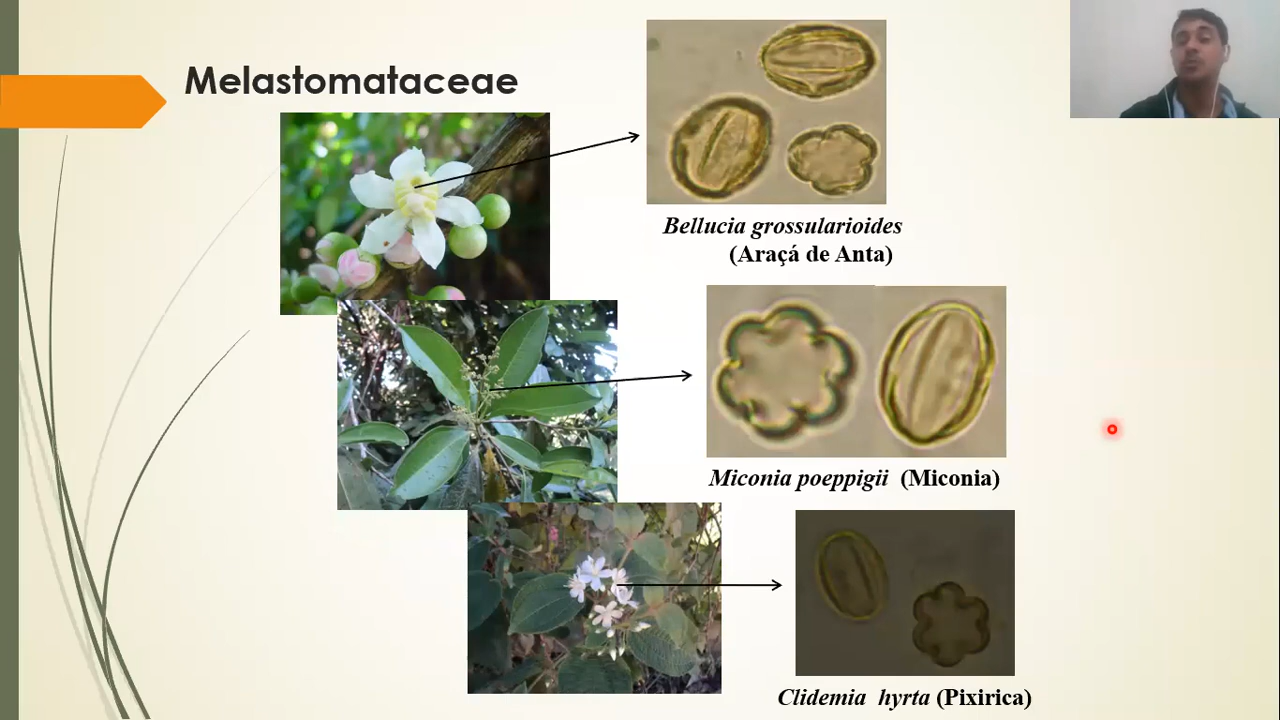 Melastomataceae
Bellucia grossularioides
(Araçá de Anta)
Miconia poeppigii (Miconia)
Clidemia hyrta (Pixirica)